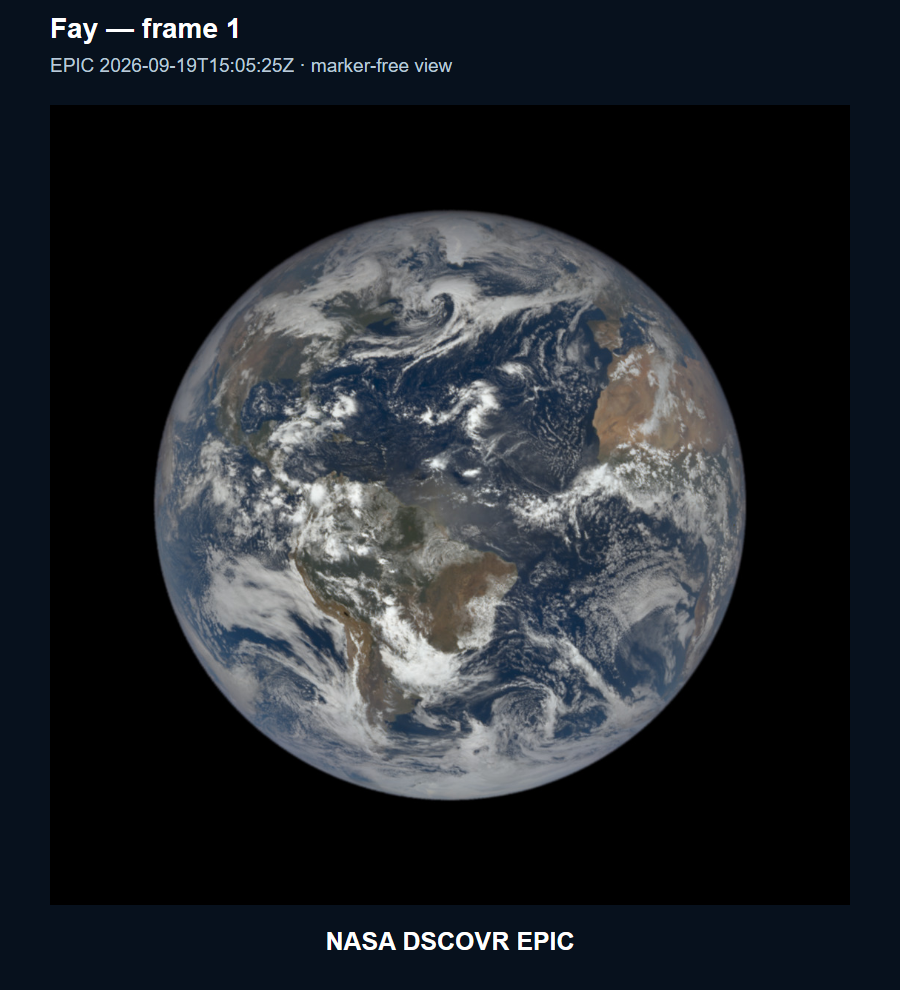 Fay — frame 1
EPIC 2026-09-19T15:05:25Z · marker-free view
NASA DSCOVR EPIC